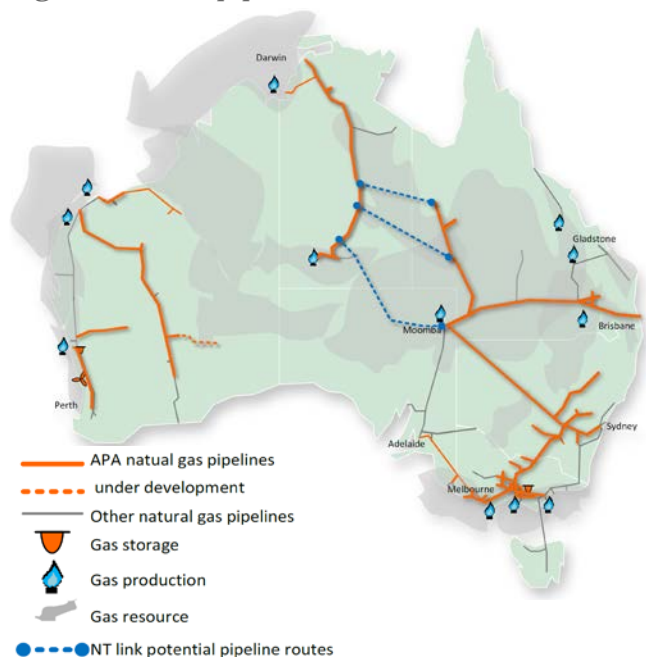 Darwin
Gladstone
Moomba
Brisbane
Perth
Sydney
Adelaide
Melbourne
APA natual gas pipelines
under development
Other natural gas pipelines
Gas storage
Gas production
Gas resource
NT link potential pipeline routes